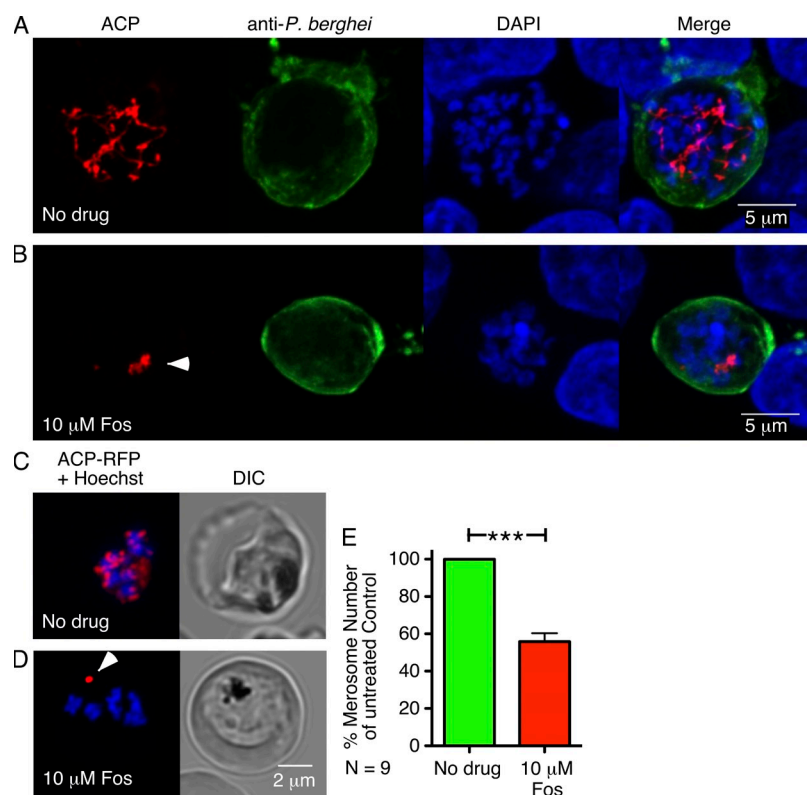 A
ACP anti-P. berghei DAPI Merge
No drug
5 μm
B
10 μM Fos
5 μm
C
ACP-RFP
+ Hoechst DIC
No drug
D
10 μM Fos
2 μm
E
***
% Merosome Number
of untreated Control
100
80
60
40
20
0
N = 9
No drug
10 μM
Fos